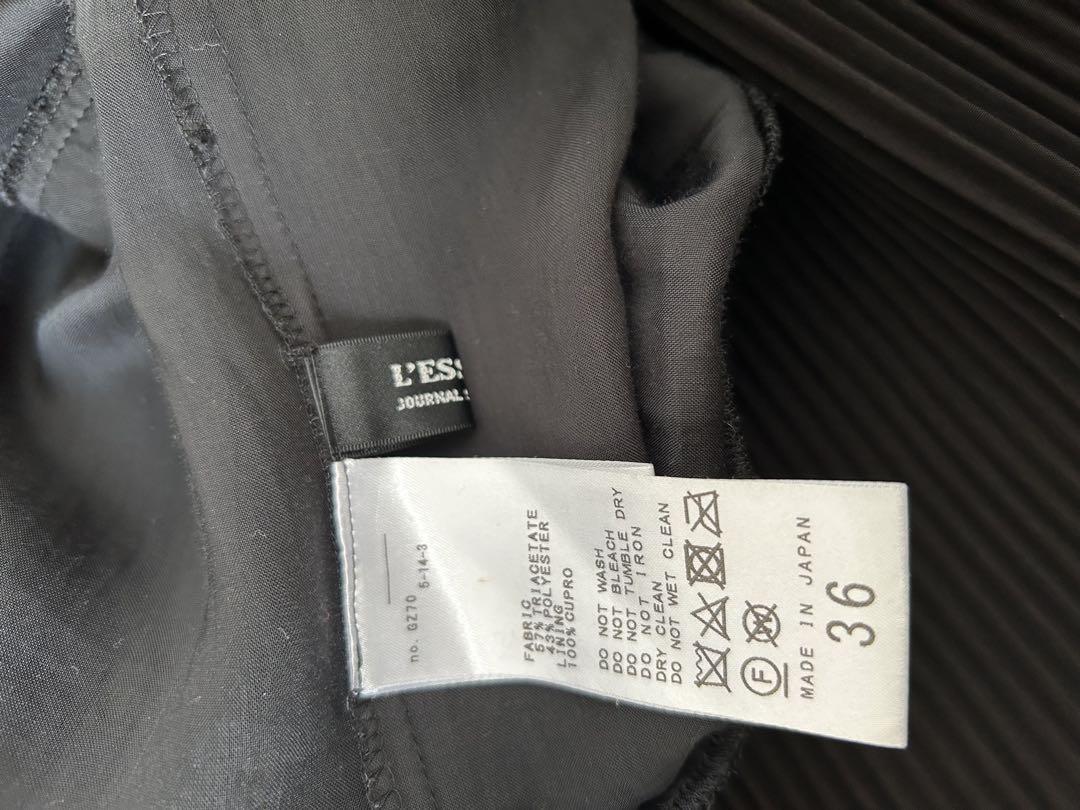 L'ESS
JOURNAL S
no. GZ70
5-14-3
FABRIC
57% TRIACETATE
43% POLYESTER
LINING
100% CUPRO
DO NOT WASH
DO NOT BLEACH
DO NOT TUMBLE DRY
DO NOT IRON
DRY CLEAN
DO NOT WET CLEAN
F W
MADE IN JAPAN
36